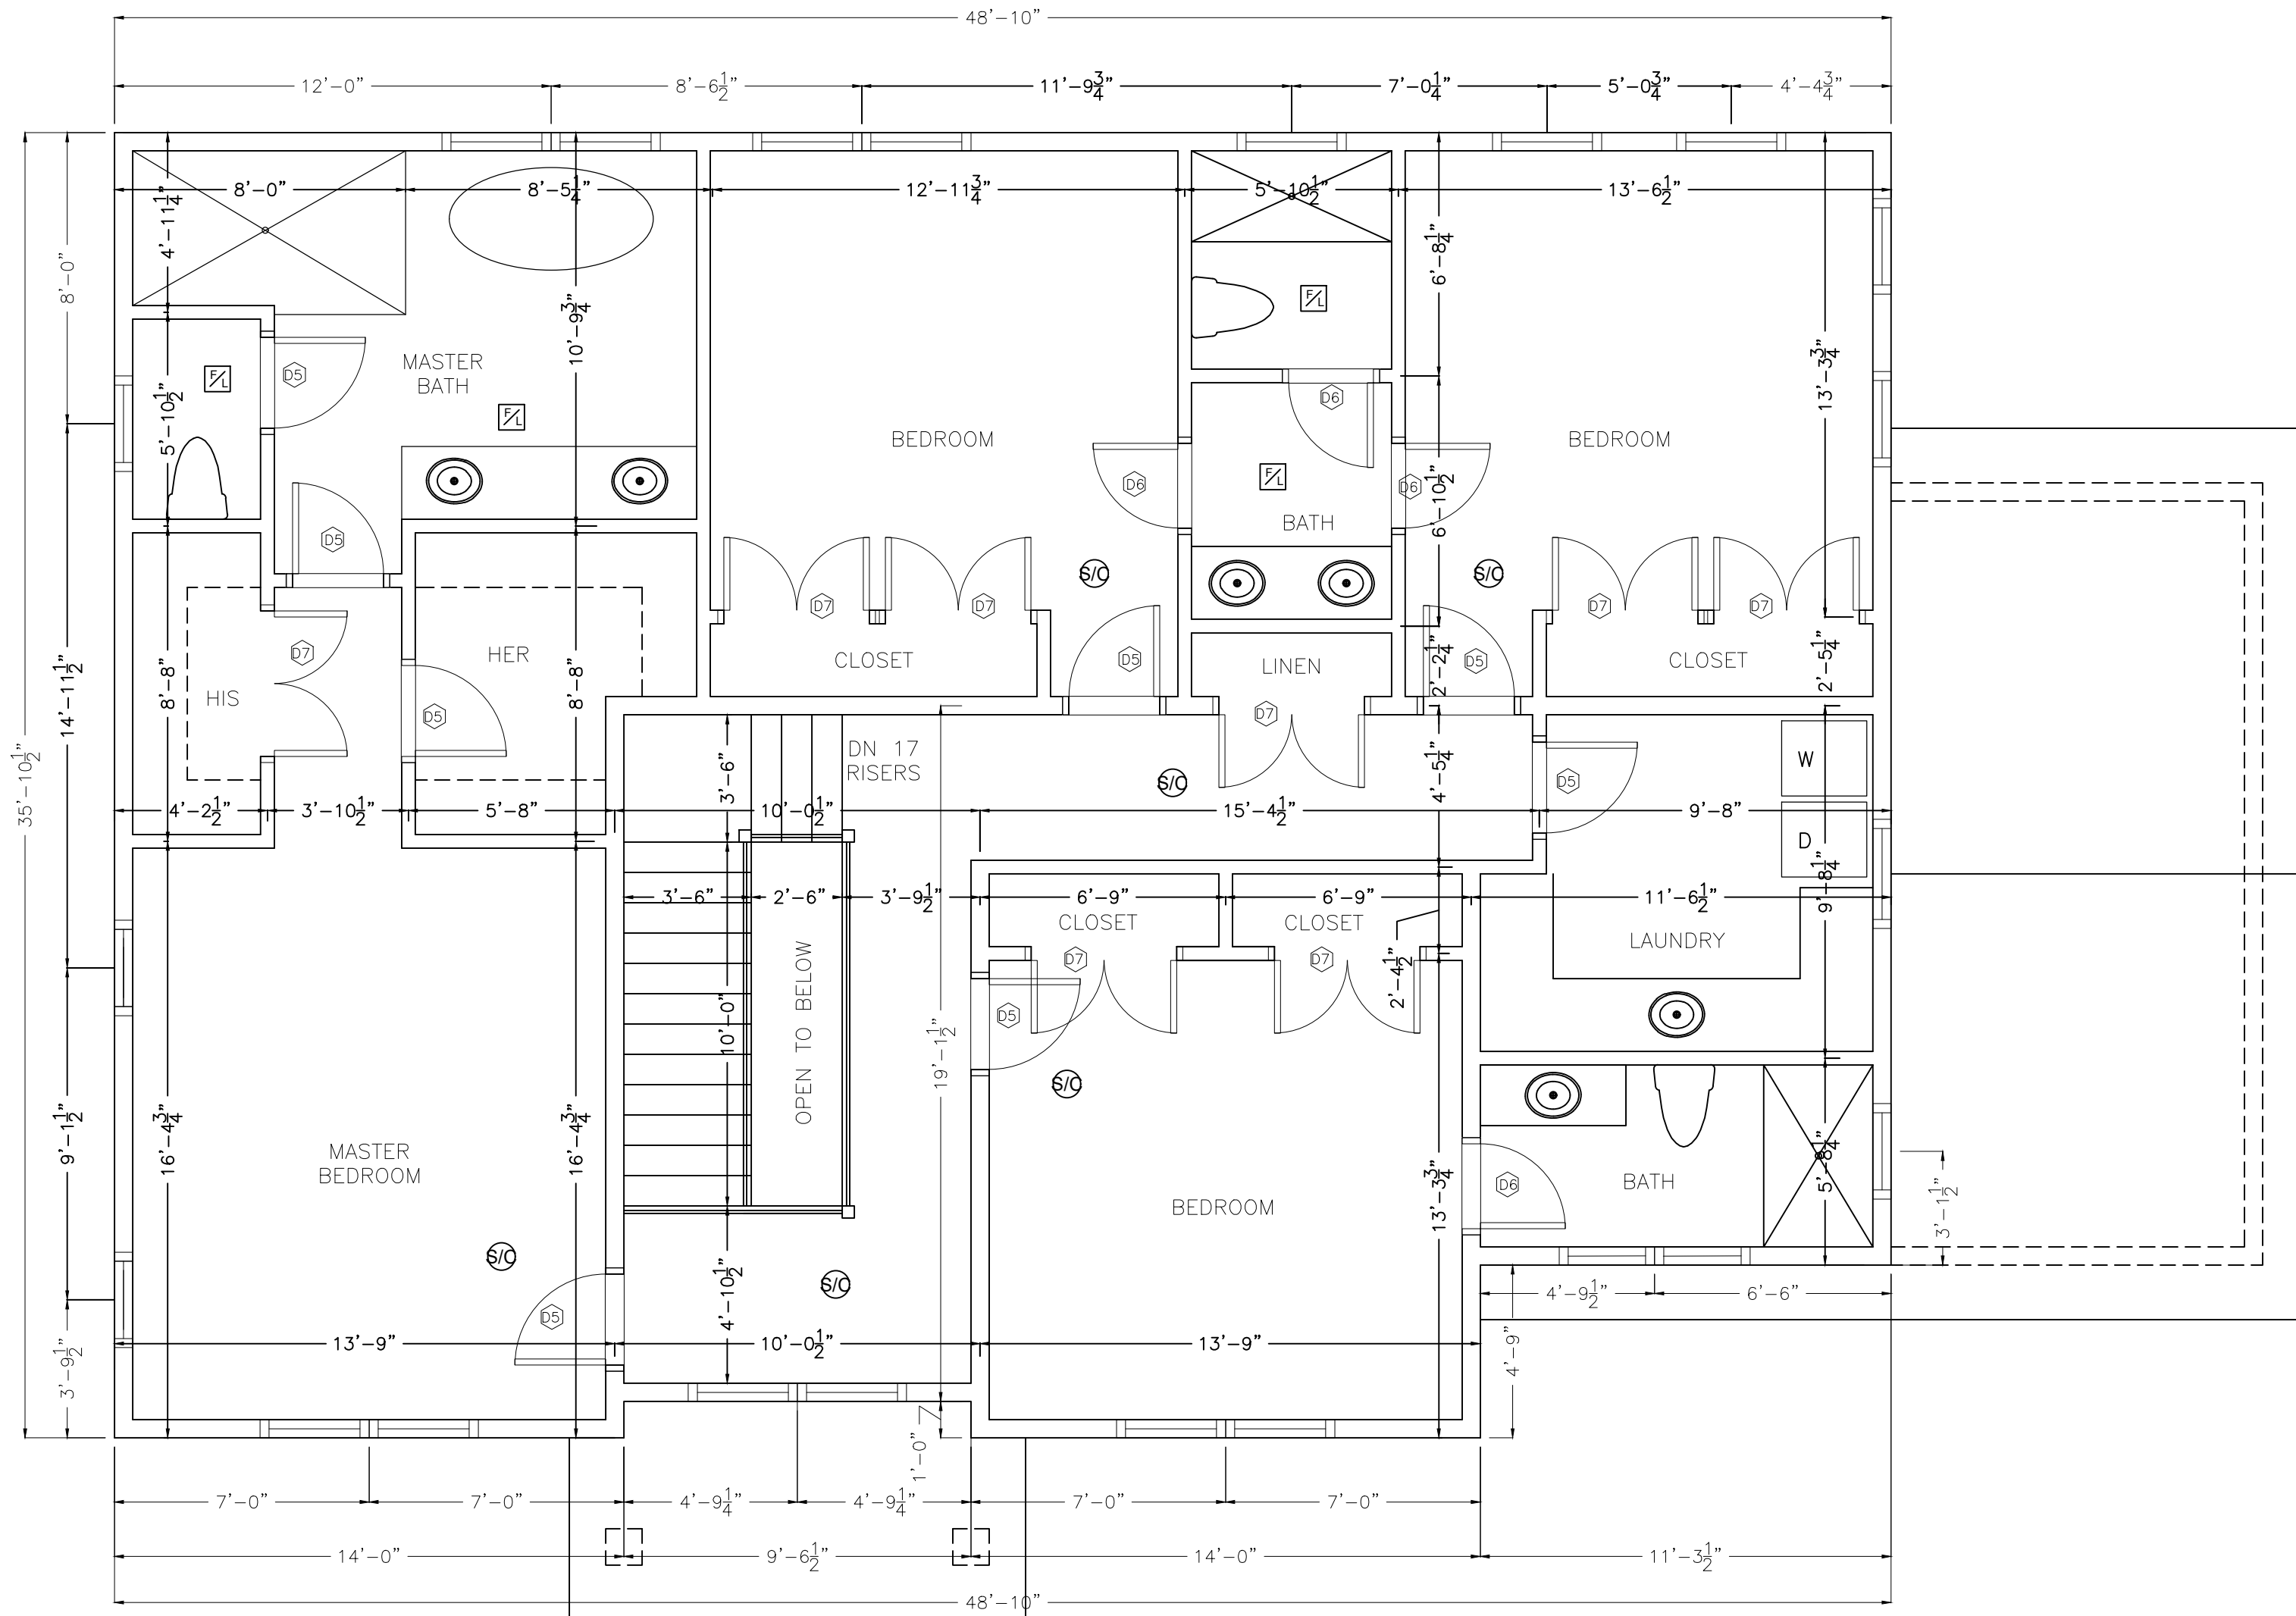 48'-10"
12'-0"
8'-6 1/2"
11'-9 3/4"
7'-0 1/4"
5'-0 3/4"
4'-4 3/4"
8'-0"
8'-5 1/4"
12'-11 3/4"
5'-10 1/2"
13'-6 1/2"
4'-11 1/4"
8'-0"
6'-8 1/4"
F/L
10'-9 3/4"
13'-3 3/4"
MASTER
BATH
D5
F/L
D6
5'-10 1/2"
F/L
BEDROOM
BEDROOM
D6
F/L
D6
6'-10 1/2"
BATH
D5
S/C
S/C
D7
D7
D7
D7
D7
HER
CLOSET
D5
LINEN
D5
CLOSET
2'-2 1/4"
2'-5 1/4"
HIS
8'-8"
8'-8"
14'-11 1/2"
D5
D7
DN 17
RISERS
3'-6"
4'-5 1/4"
W
35'-10 1/2"
S/C
D5
4'-2 1/2"
3'-10 1/2"
5'-8"
10'-0 1/2"
15'-4 1/2"
9'-8"
D
9'-8 1/4"
3'-6"
2'-6"
3'-9 1/2"
6'-9"
6'-9"
11'-6 1/2"
CLOSET
CLOSET
LAUNDRY
D7
D7
2'-4 1/2"
OPEN TO BELOW
10'-0"
D5
19'-1 1/2"
S/C
9'-1 1/2"
16'-4 3/4"
16'-4 3/4"
MASTER
BEDROOM
13'-3 3/4"
D6
BATH
5'-8 1/4"
3'-1 1/2"
BEDROOM
S/C
S/C
4'-10 1/2"
4'-9 1/2"
6'-6"
D5
3'-9 1/2"
13'-9"
10'-0 1/2"
13'-9"
4'-9"
1'-0"
7'-0"
7'-0"
4'-9 1/4"
4'-9 1/4"
7'-0"
7'-0"
14'-0"
9'-6 1/2"
14'-0"
11'-3 1/2"
48'-10"